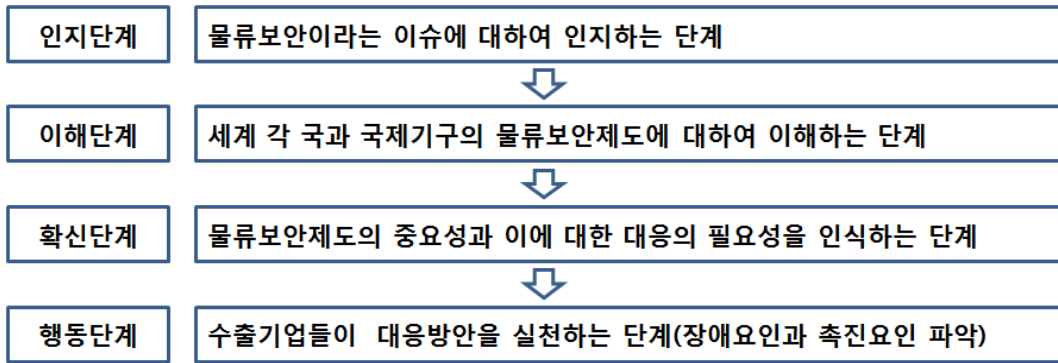 인지단계 물류보안이라는 이슈에 대하여 인지하는 단계
이해단계 세계 각 국과 국제기구의 물류보안제도에 대하여 이해하는 단계
확신단계 물류보안제도의 중요성과 이에 대한 대응의 필요성을 인식하는 단계
행동단계 수출기업들이 대응방안을 실천하는 단계(장애요인과 촉진요인 파악)